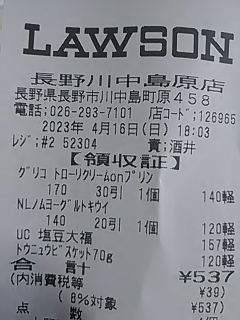 LAWSON
長野川中島原店
長野県長野市川中島町原458
電話;026-293-7101 店コード;126965
2023年 4月16日(日) 18:03
レジ;#2 52304 責;酒井
【領収証】
グリコ トローリクリームonプリン
170 30引 1個 140軽
NLノムヨーグルトキウイ
140 20引 1個 120軽
UC 塩豆大福 157軽
トウニュウビスケット70g 120軽
合 計 ¥537
(内消費税等 ¥39)
( 8%対象 ¥537)
点 数